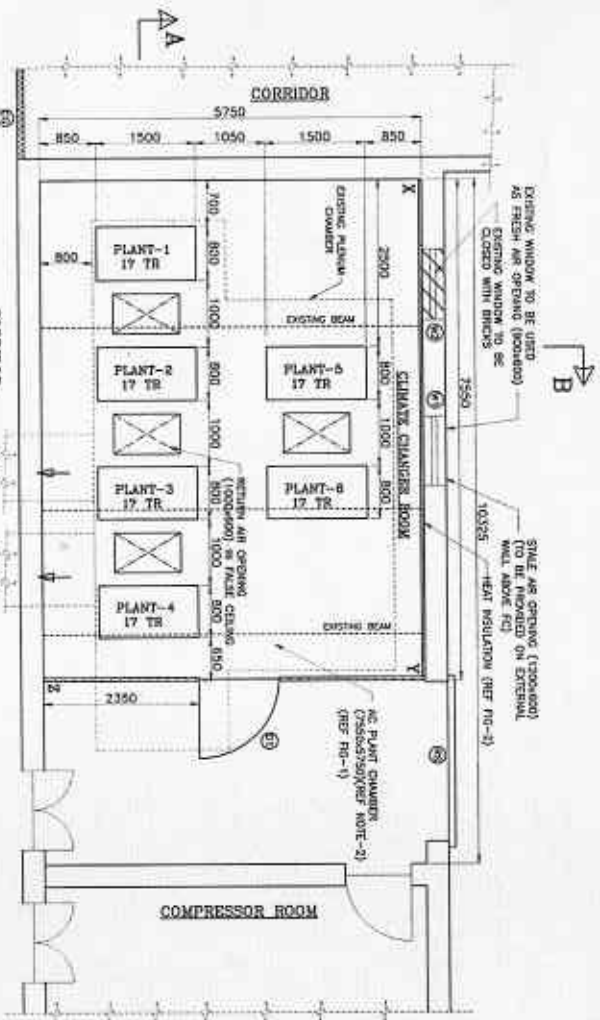 A
B
CORRIDOR
5750
850
1500
1050
1500
850
EXISTING WINDOW TO BE USED
AS FRESH AIR OPENING (900x600)
EXISTING WINDOW TO BE
CLOSED WITH BRICKS
7550
10325
STALE AIR OPENING (1200x600)
(TO BE PROVIDED ON EXTERNAL
WALL ABOVE FC)
HEAT INSULATION (REF FIG-2)
X
EXISTING PLENUM
CHAMBER
2500
800
1000
800
EXISTING BEAM
CLIMATE CHANGER ROOM
700
800
1000
800
1000
800
1000
800
650
800
PLANT-1
17 TR
PLANT-2
17 TR
PLANT-3
17 TR
PLANT-4
17 TR
PLANT-5
17 TR
PLANT-6
17 TR
RETURN AIR OPENING
(1000x600) IN FALSE CEILING
EXISTING BEAM
Y
Z
2350
D1
AC. PLANT CHAMBER
(7550x5750)(REF NOTE-2)
(REF FIG-1)
COMPRESSOR ROOM